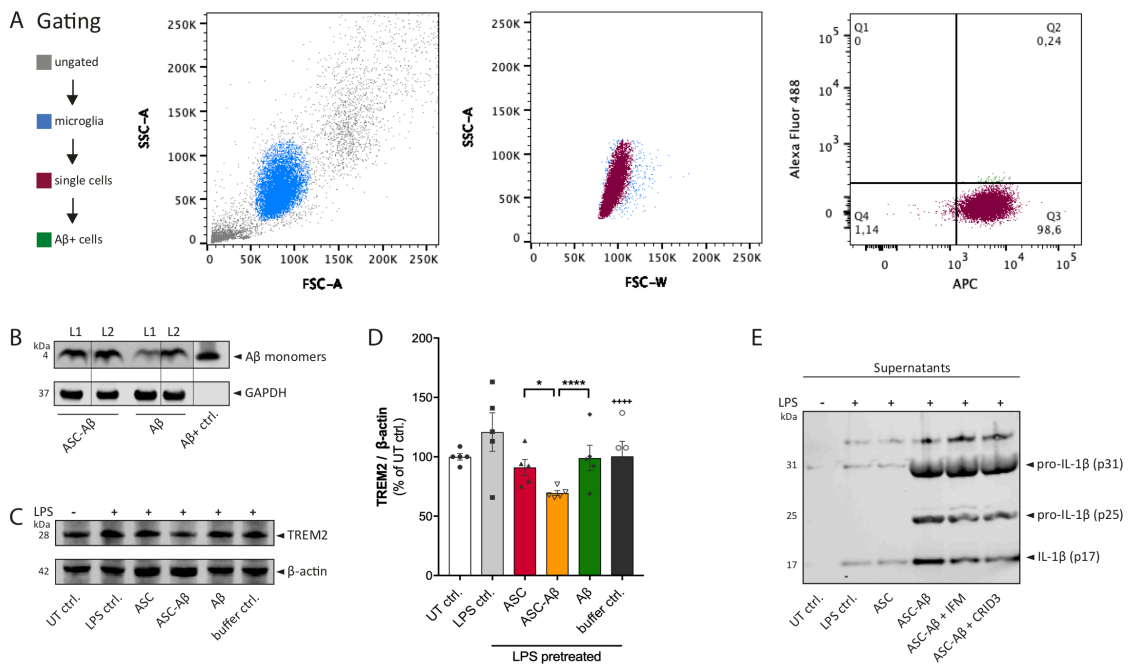 A Gating
ungated
microglia
single cells
Aβ+ cells
SSC-A
250K
200K
150K
100K
50K
0
0 50K 100K 150K 200K 250K
FSC-A
SSC-A
250K
200K
150K
100K
50K
0
0 50K 100K 150K 200K 250K
FSC-W
Alexa Fluor 488
10⁵
10⁴
10³
0
Q1
0
Q2
0,24
Q4
1,14
Q3
98,6
0 10³ 10⁴ 10⁵
APC
B
L1 L2 L1 L2
kDa
4
Aβ monomers
37
GAPDH
ASC-Aβ
Aβ
Aβ+ ctrl.
C
LPS - + + + + +
kDa
28
TREM2
42
β-actin
UT ctrl.
LPS ctrl.
ASC
ASC-Aβ
Aβ
buffer ctrl.
D
TREM2 / β-actin
(% of UT ctrl.)
200
150
100
50
0
* ****
++++
UT ctrl.
LPS ctrl.
ASC
ASC-Aβ
Aβ
buffer ctrl.
LPS pretreated
E
Supernatants
LPS - + + + + +
kDa
31
pro-IL-1β (p31)
25
pro-IL-1β (p25)
17
IL-1β (p17)
UT ctrl.
LPS ctrl.
ASC
ASC-Aβ
ASC-Aβ + IFM
ASC-Aβ + CRID3